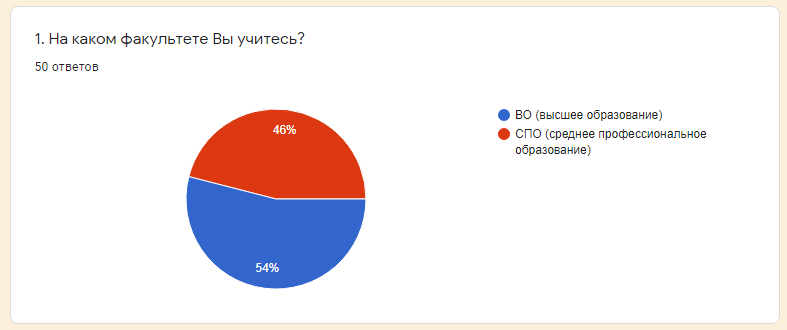 1. На каком факультете Вы учитесь?
50 ответов
46%
54%
ВО (высшее образование)
СПО (среднее профессиональное
образование)